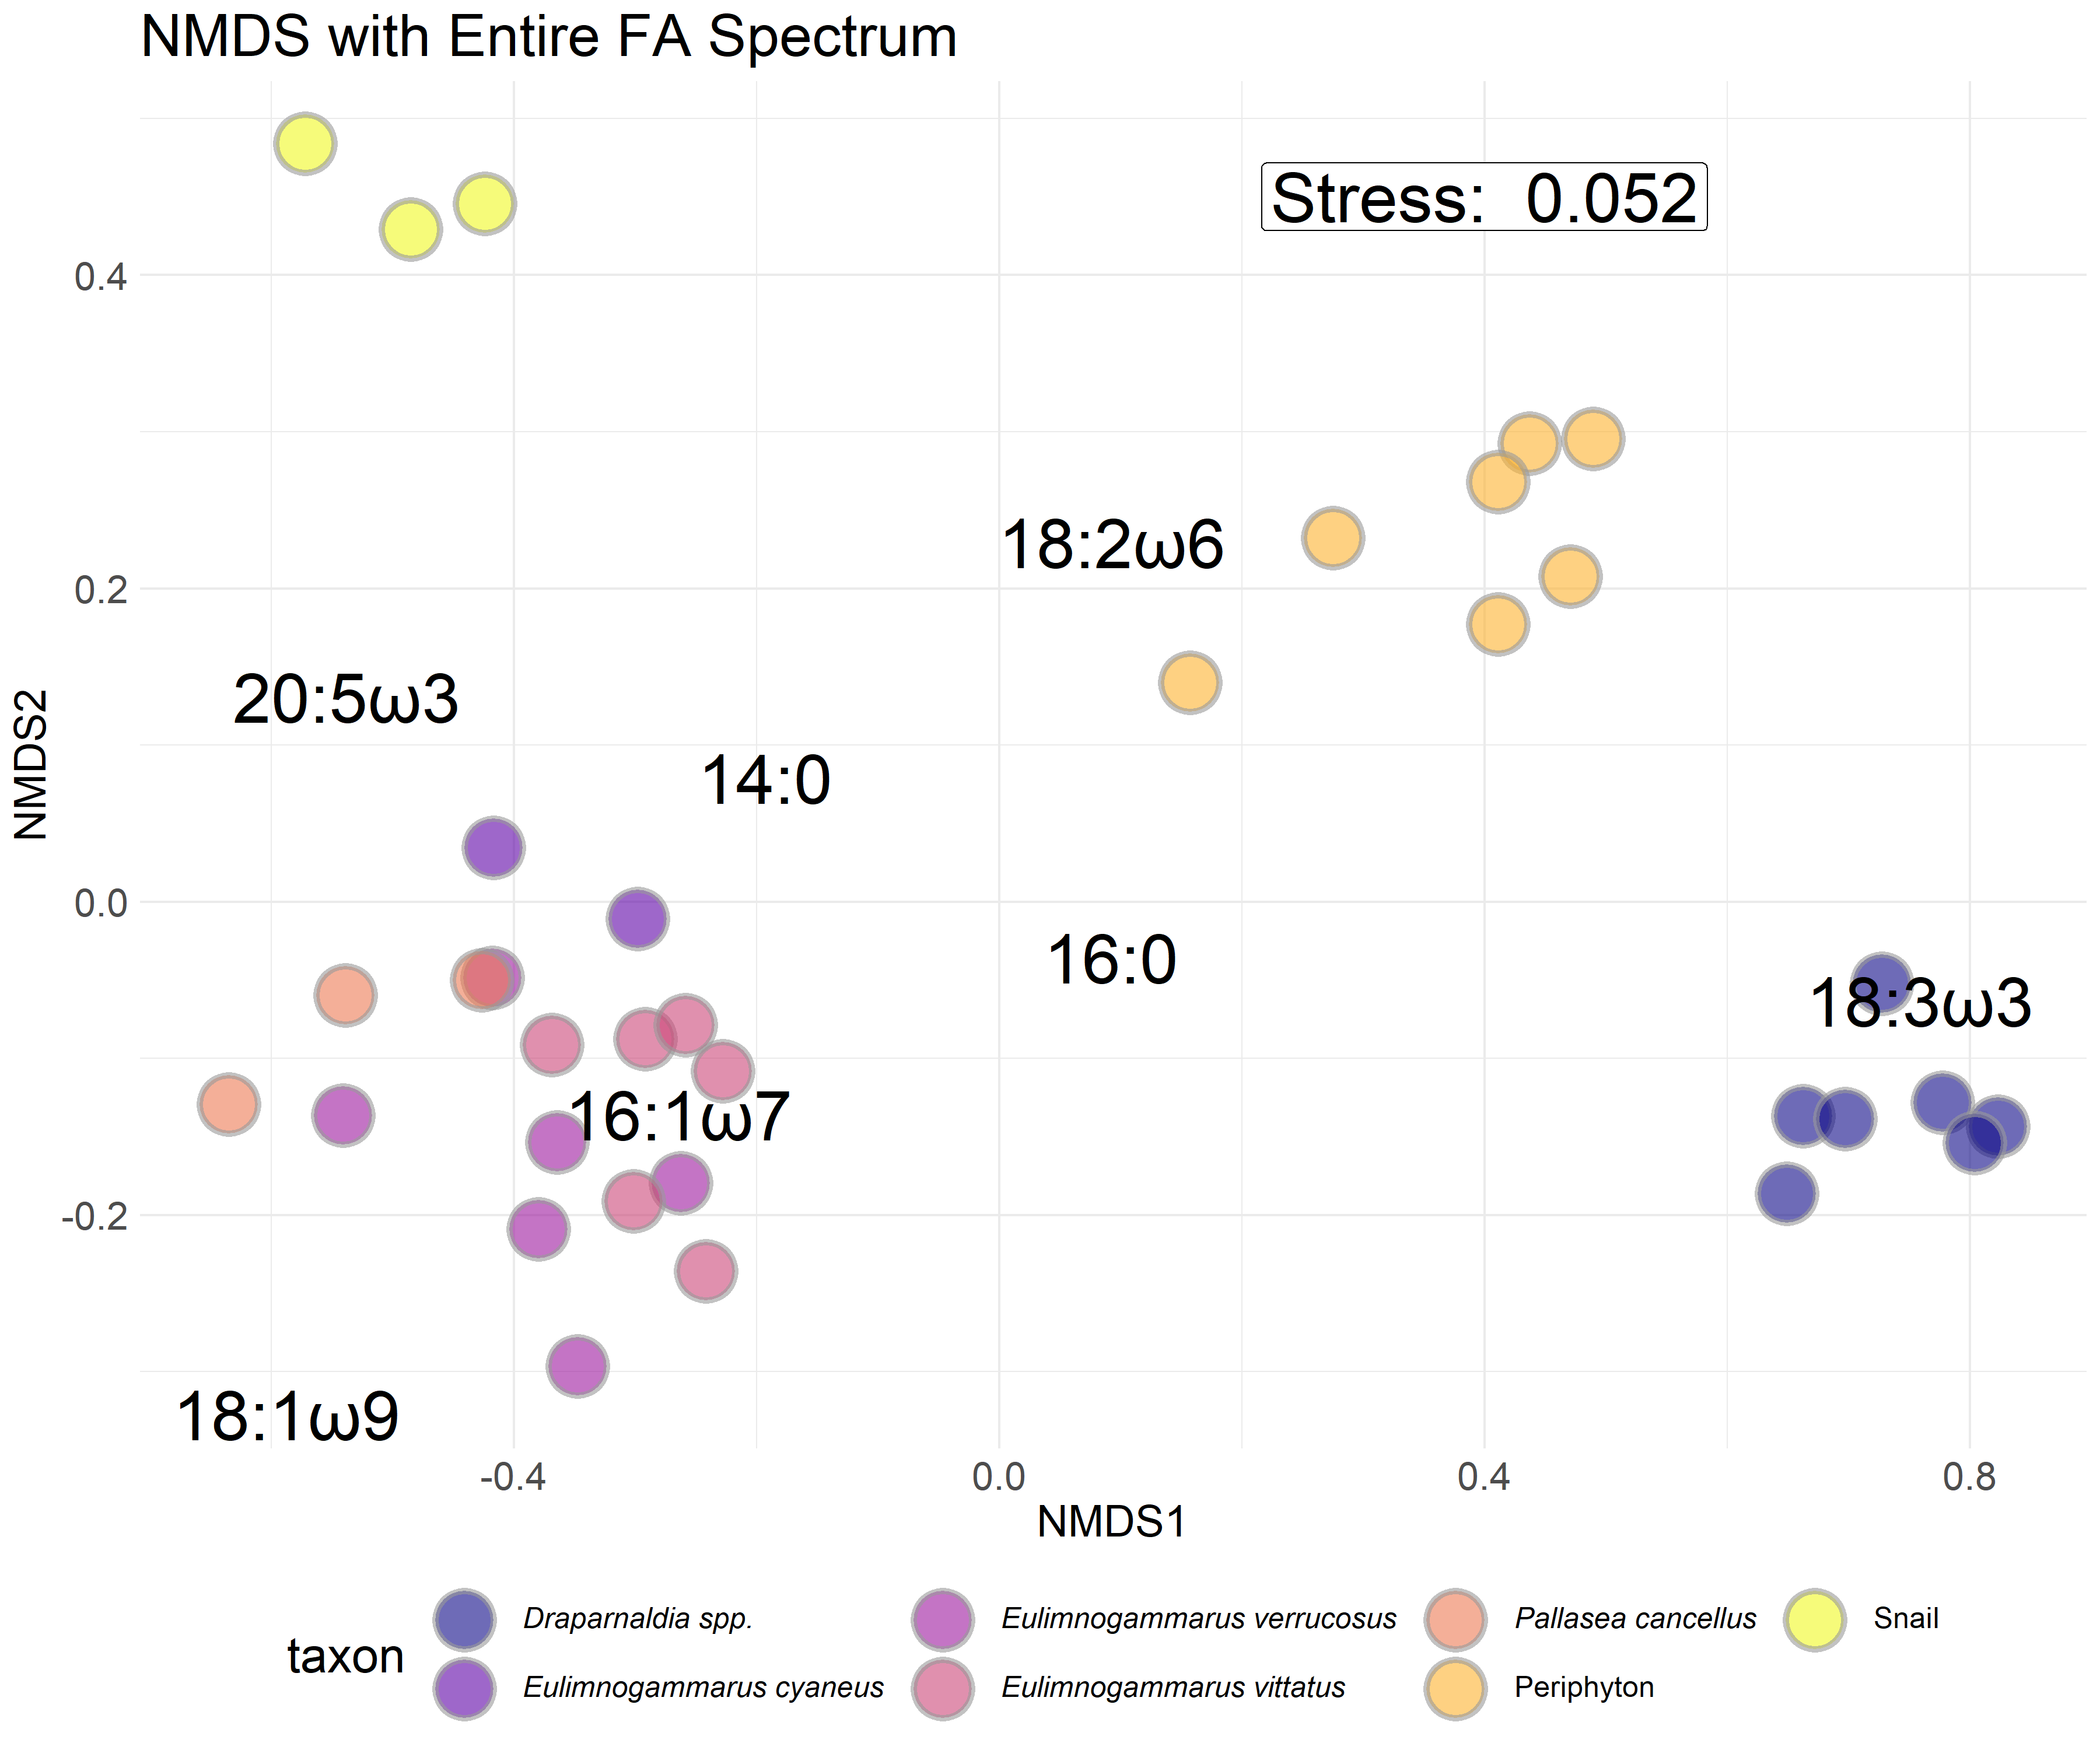 NMDS with Entire FA Spectrum
Stress:  0.052
0.4
18:2ω6
0.2
20:5ω3
NMDS2
14:0
0.0
16:0
18:3ω3
16:1ω7
-0.2
18:1ω9
-0.4 0.0 0.4 0.8
NMDS1
taxon
Draparnaldia spp. Eulimnogammarus verrucosus Pallasea cancellus Snail
Eulimnogammarus cyaneus Eulimnogammarus vittatus Periphyton